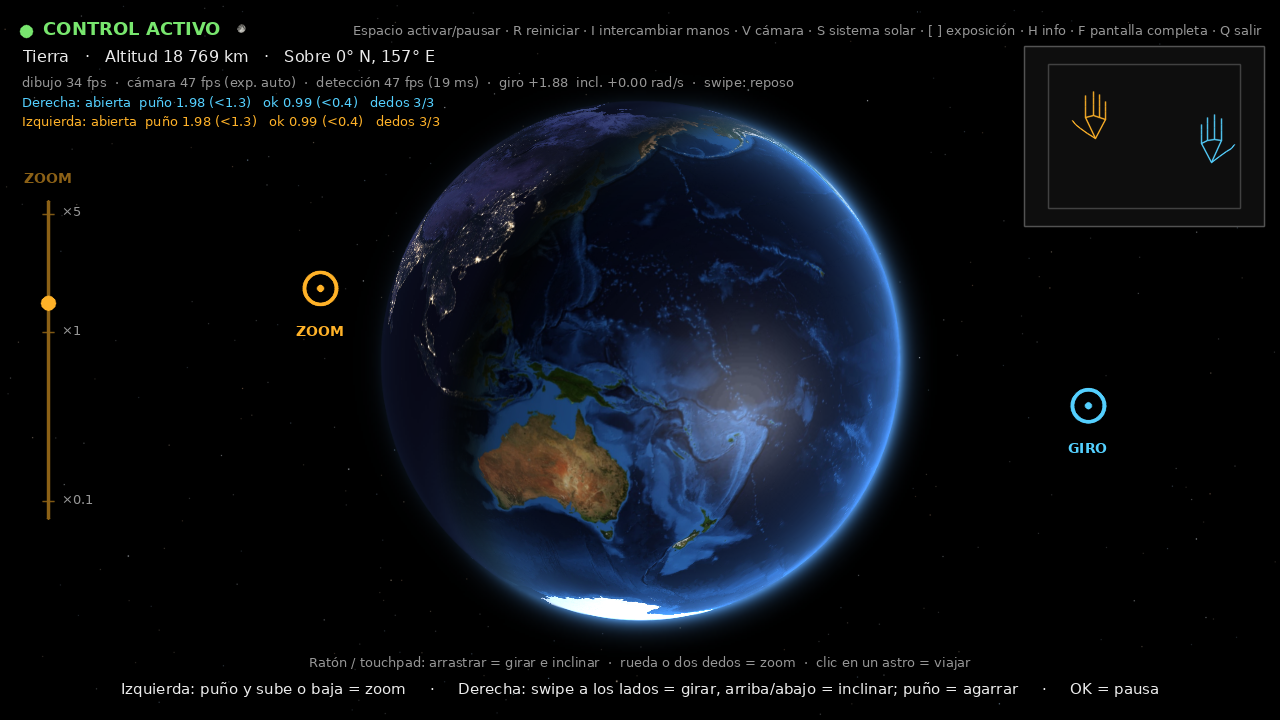 CONTROL ACTIVO
Espacio activar/pausar · R reiniciar · I intercambiar manos · V cámara · S sistema solar · [ ] exposición · H info · F pantalla completa · Q salir
Tierra · Altitud 18 769 km · Sobre 0° N, 157° E
dibujo 34 fps · cámara 47 fps (exp. auto) · detección 47 fps (19 ms) · giro +1.88 incl. +0.00 rad/s · swipe: reposo
Derecha: abierta puño 1.98 (<1.3) ok 0.99 (<0.4) dedos 3/3
Izquierda: abierta puño 1.98 (<1.3) ok 0.99 (<0.4) dedos 3/3
ZOOM
×5
×1
×0.1
ZOOM
GIRO
Ratón / touchpad: arrastrar = girar e inclinar · rueda o dos dedos = zoom · clic en un astro = viajar
Izquierda: puño y sube o baja = zoom · Derecha: swipe a los lados = girar, arriba/abajo = inclinar; puño = agarrar · OK = pausa